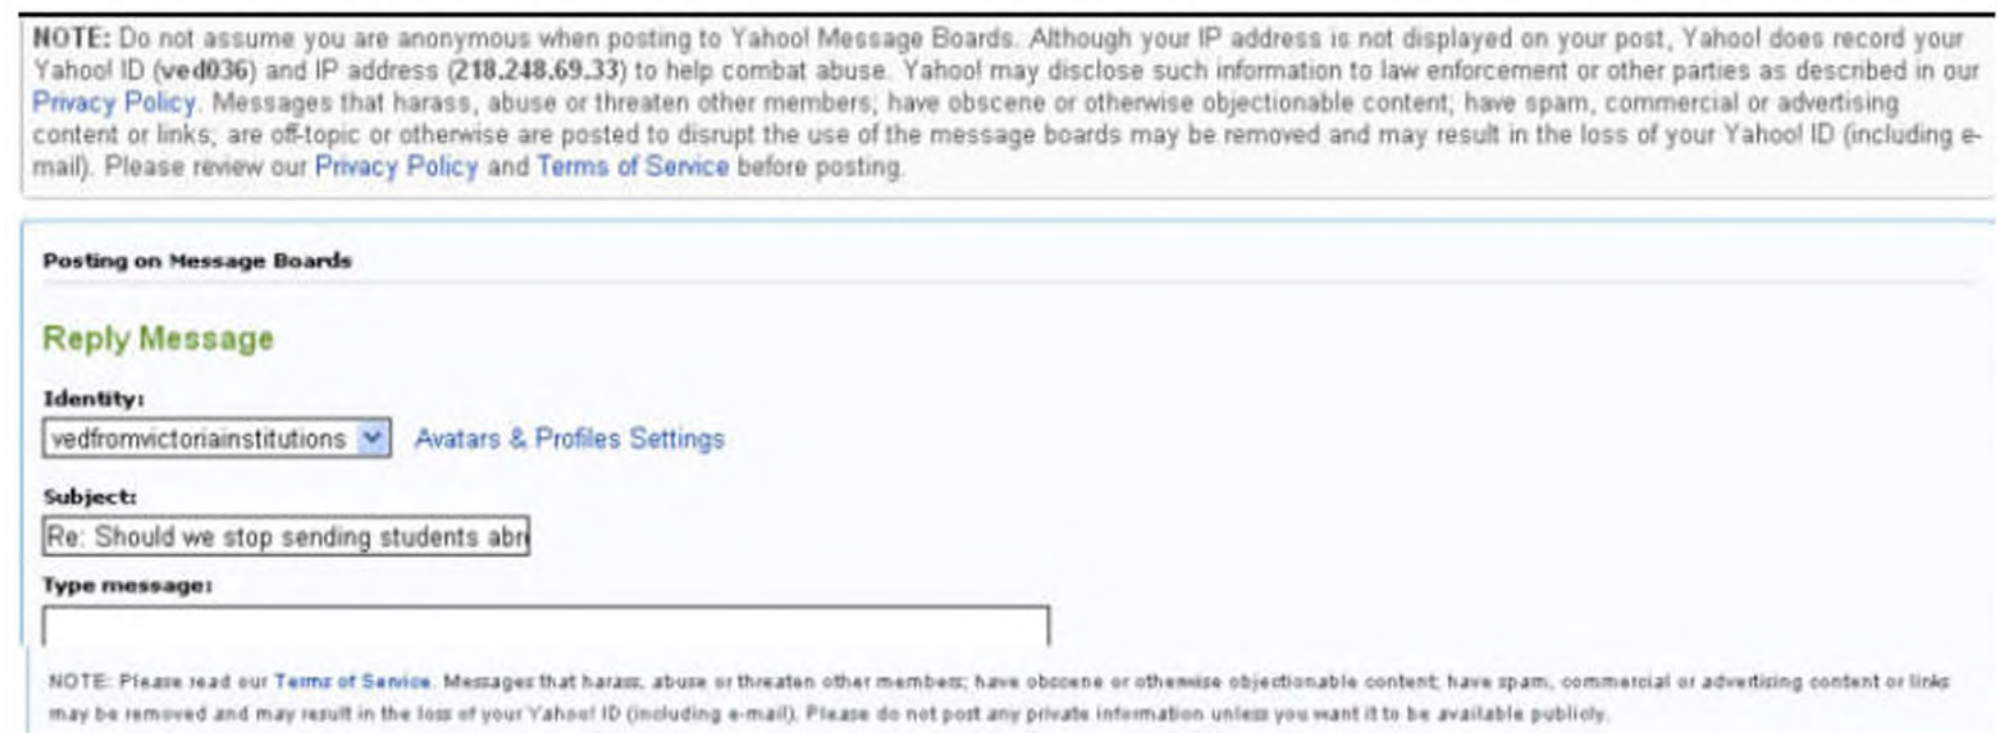 NOTE: Do not assume you are anonymous when posting to Yahoo! Message Boards. Although your IP address is not displayed on your post, Yahoo! does record your
Yahoo! ID (ved036) and IP address (218.248.69.33) to help combat abuse. Yahoo! may disclose such information to law enforcement or other parties as described in our
Privacy Policy. Messages that harass, abuse or threaten other members; have obscene or otherwise objectionable content; have spam, commercial or advertising
content or links; are off-topic or otherwise are posted to disrupt the use of the message boards may be removed and may result in the loss of your Yahoo! ID (including e-
mail). Please review our Privacy Policy and Terms of Service before posting.
Posting on Message Boards
Reply Message
Identity:
vedfromvictoriainstitutions Avatars & Profiles Settings
Subject:
Re: Should we stop sending students abr
Type message:
NOTE: Please read our Terms of Service. Messages that harass, abuse or threaten other members; have obscene or otherwise objectionable content; have spam, commercial or advertising content or links
may be removed and may result in the loss of your Yahoo! ID (including e-mail). Please do not post any private information unless you want it to be available publicly.